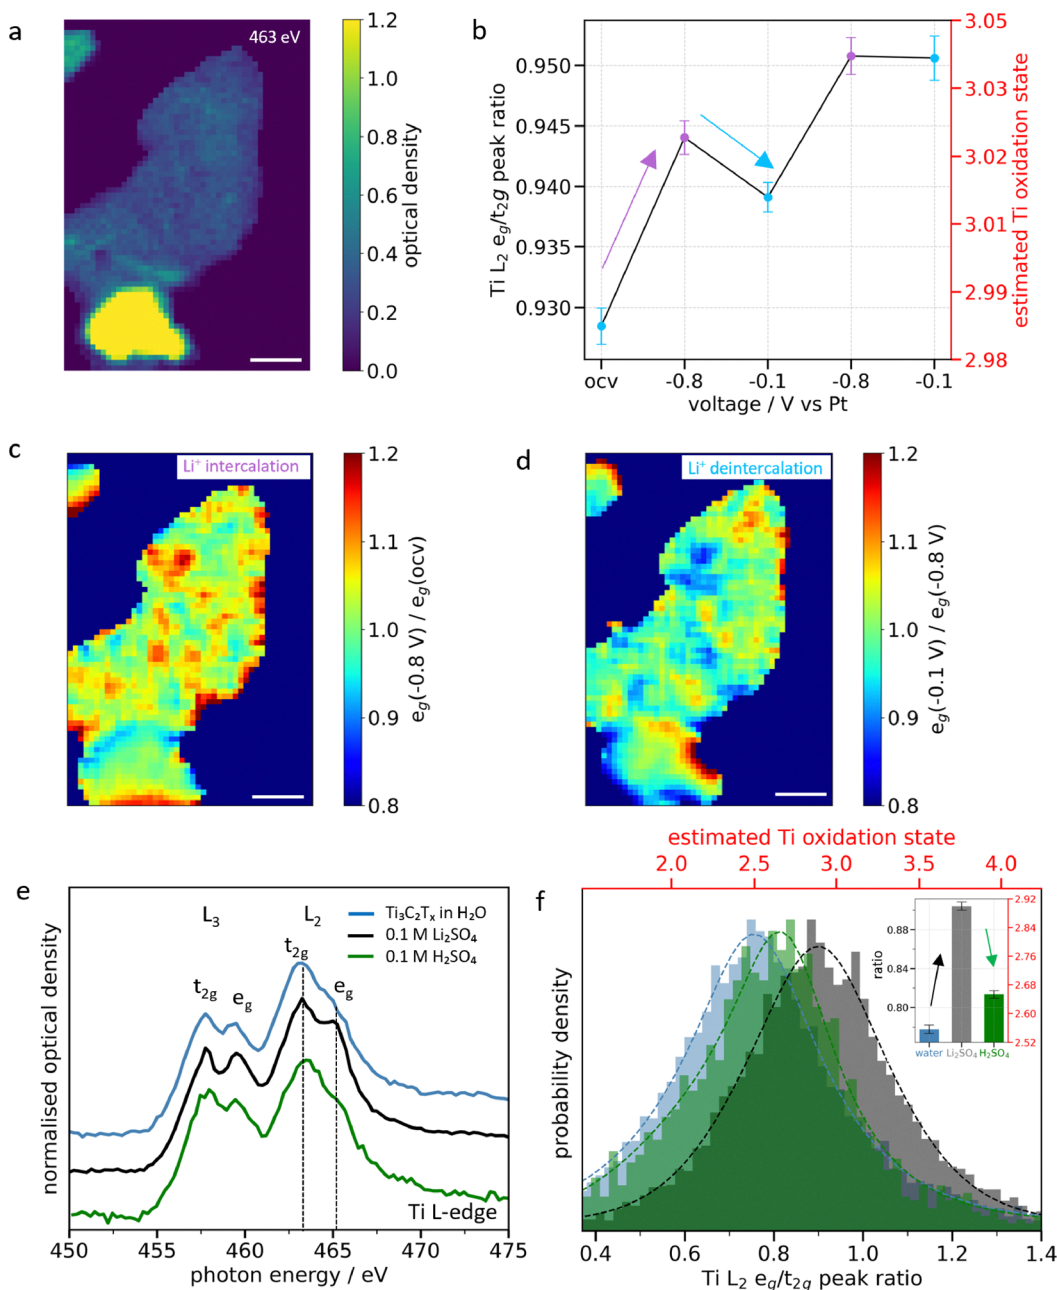 a
463 eV
1.2
1.0
0.8
0.6
0.4
0.2
0.0
optical density
b
Ti L2 eg/t2g peak ratio
0.950
0.945
0.940
0.935
0.930
3.05
3.03
3.02
3.01
2.99
2.98
estimated Ti oxidation state
ocv
-0.8
-0.1
-0.8
-0.1
voltage / V vs Pt
c
Li+ intercalation
1.2
1.1
1.0
0.9
0.8
eg(-0.8 V) / eg(ocv)
d
Li+ deintercalation
1.2
1.1
1.0
0.9
0.8
eg(-0.1 V) / eg(-0.8 V)
e
normalised optical density
L3
L2
t2g
eg
t2g
eg
Ti3C2Tx in H2O
0.1 M Li2SO4
0.1 M H2SO4
Ti L-edge
450
455
460
465
470
475
photon energy / eV
estimated Ti oxidation state
2.0
2.5
3.0
3.5
4.0
f
probability density
ratio
0.88
0.84
0.80
2.92
2.84
2.76
2.68
2.60
2.52
water
Li2SO4
H2SO4
0.4
0.6
0.8
1.0
1.2
1.4
Ti L2 eg/t2g peak ratio